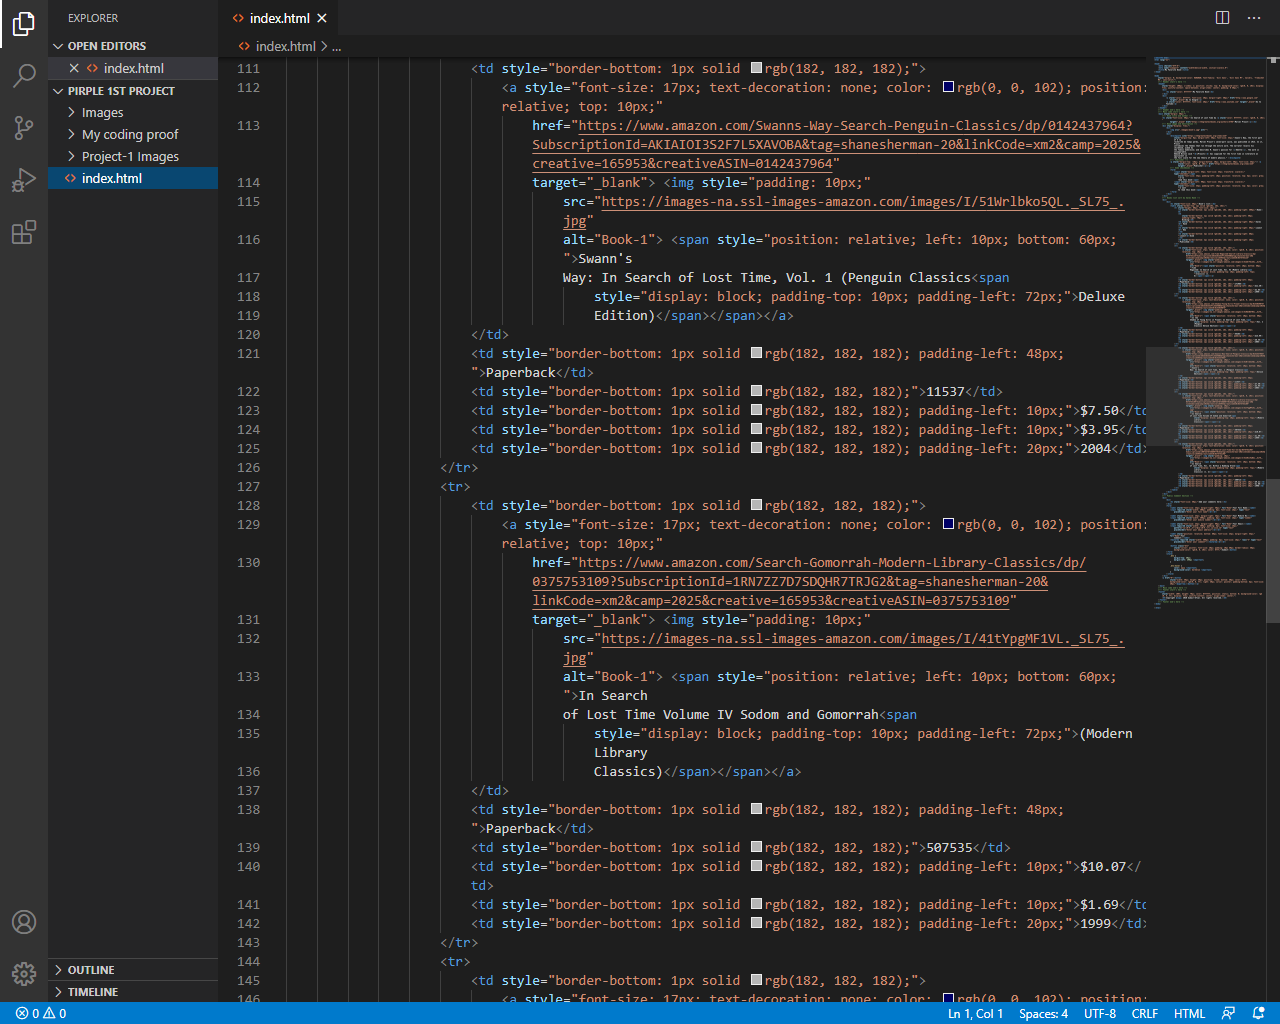 EXPLORER
OPEN EDITORS
index.html
PIRPLE 1ST PROJECT
Images
My coding proof
Project-1 Images
index.html
OUTLINE
TIMELINE
index.html
index.html > ...
111 <td style="border-bottom: 1px solid rgb(182, 182, 182);">
112 <a style="font-size: 17px; text-decoration: none; color: rgb(0, 0, 102); position:
relative; top: 10px;"
113 href="https://www.amazon.com/Swanns-Way-Search-Penguin-Classics/dp/0142437964?
SubscriptionId=AKIAIOI3S2F7L5XAVOBA&tag=shanesherman-20&linkCode=xm2&camp=2025&
creative=165953&creativeASIN=0142437964"
114 target="_blank"> <img style="padding: 10px;"
115 src="https://images-na.ssl-images-amazon.com/images/I/51Wrlbko5QL._SL75_.
jpg"
116 alt="Book-1"> <span style="position: relative; left: 10px; bottom: 60px;
">Swann's
117 Way: In Search of Lost Time, Vol. 1 (Penguin Classics<span
118 style="display: block; padding-top: 10px; padding-left: 72px;">Deluxe
119 Edition)</span></span></a>
120 </td>
121 <td style="border-bottom: 1px solid rgb(182, 182, 182); padding-left: 48px;
">Paperback</td>
122 <td style="border-bottom: 1px solid rgb(182, 182, 182);">11537</td>
123 <td style="border-bottom: 1px solid rgb(182, 182, 182); padding-left: 10px;">$7.50</td
124 <td style="border-bottom: 1px solid rgb(182, 182, 182); padding-left: 10px;">$3.95</td
125 <td style="border-bottom: 1px solid rgb(182, 182, 182); padding-left: 20px;">2004</td>
126 </tr>
127 <tr>
128 <td style="border-bottom: 1px solid rgb(182, 182, 182);">
129 <a style="font-size: 17px; text-decoration: none; color: rgb(0, 0, 102); position:
relative; top: 10px;"
130 href="https://www.amazon.com/Search-Gomorrah-Modern-Library-Classics/dp/
0375753109?SubscriptionId=1RN7ZZ7D7SDQHR7TRJG2&tag=shanesherman-20&
linkCode=xm2&camp=2025&creative=165953&creativeASIN=0375753109"
131 target="_blank"> <img style="padding: 10px;"
132 src="https://images-na.ssl-images-amazon.com/images/I/41tYpgMF1VL._SL75_.
jpg"
133 alt="Book-1"> <span style="position: relative; left: 10px; bottom: 60px;
">In Search
134 of Lost Time Volume IV Sodom and Gomorrah<span
135 style="display: block; padding-top: 10px; padding-left: 72px;">(Modern
Library
136 Classics)</span></span></a>
137 </td>
138 <td style="border-bottom: 1px solid rgb(182, 182, 182); padding-left: 48px;
">Paperback</td>
139 <td style="border-bottom: 1px solid rgb(182, 182, 182);">507535</td>
140 <td style="border-bottom: 1px solid rgb(182, 182, 182); padding-left: 10px;">$10.07</
td>
141 <td style="border-bottom: 1px solid rgb(182, 182, 182); padding-left: 10px;">$1.69</td
142 <td style="border-bottom: 1px solid rgb(182, 182, 182); padding-left: 20px;">1999</td>
143 </tr>
144 <tr>
145 <td style="border-bottom: 1px solid rgb(182, 182, 182);">
146 <a style="font-size: 17px; text-decoration: none; color: rgb(0, 0, 102); position:
0 0 Ln 1, Col 1 Spaces: 4 UTF-8 CRLF HTML